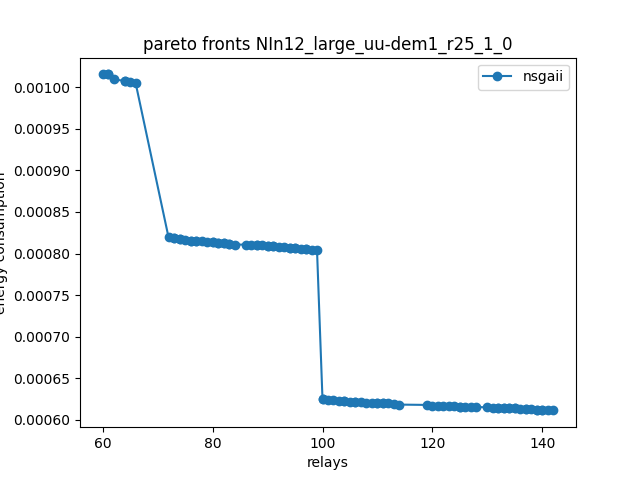 pareto fronts NIn12_large_uu-dem1_r25_1_0
nsgaii
0.00100
0.00095
0.00090
0.00085
0.00080
0.00075
0.00070
0.00065
0.00060
energy consumption
60 80 100 120 140
relays